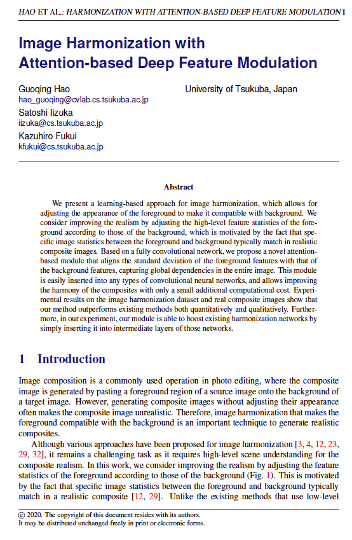 HAO ET AL.: HARMONIZATION WITH ATTENTION-BASED DEEP FEATURE MODULATION 1
Image Harmonization with
Attention-based Deep Feature Modulation
Guoqing Hao
hao_guoqing@cvlab.cs.tsukuba.ac.jp
Satoshi Iizuka
iizuka@cs.tsukuba.ac.jp
Kazuhiro Fukui
kfukui@cs.tsukuba.ac.jp
University of Tsukuba, Japan
Abstract
We present a learning-based approach for image harmonization, which allows for
adjusting the appearance of the foreground to make it compatible with background. We
consider improving the realism by adjusting the high-level feature statistics of the fore-
ground according to those of the background, which is motivated by the fact that spe-
cific image statistics between the foreground and background typically match in realistic
composite images. Based on a fully convolutional network, we propose a novel attention-
based module that aligns the standard deviation of the foreground features with that of
the background features, capturing global dependencies in the entire image. This module
is easily inserted into any types of convolutional neural networks, and allows improving
the harmony of the composites with only a small additional computational cost. Experi-
mental results on the image harmonization dataset and real composite images show that
our method outperforms existing methods both quantitatively and qualitatively. Further-
more, in our experiment, our module is able to boost existing harmonization networks by
simply inserting it into intermediate layers of those networks.
1 Introduction
Image composition is a commonly used operation in photo editing, where the composite
image is generated by pasting a foreground region of a source image onto the background of
a target image. However, generating composite images without adjusting their appearance
often makes the composite image unrealistic. Therefore, image harmonization that makes the
foreground compatible with the background is an important technique to generate realistic
composites.
Although various approaches have been proposed for image harmonization [3, 4, 12, 23,
29, 32], it remains a challenging task as it requires high-level scene understanding for the
composite realism. In this work, we consider improving the realism by adjusting the feature
statistics of the foreground according to those of the background (Fig. 1). This is motivated
by the fact that specific image statistics between the foreground and background typically
match in a realistic composite [12, 29]. Unlike the existing methods that use low-level
© 2020. The copyright of this document resides with its authors.
It may be distributed unchanged freely in print or electronic forms.